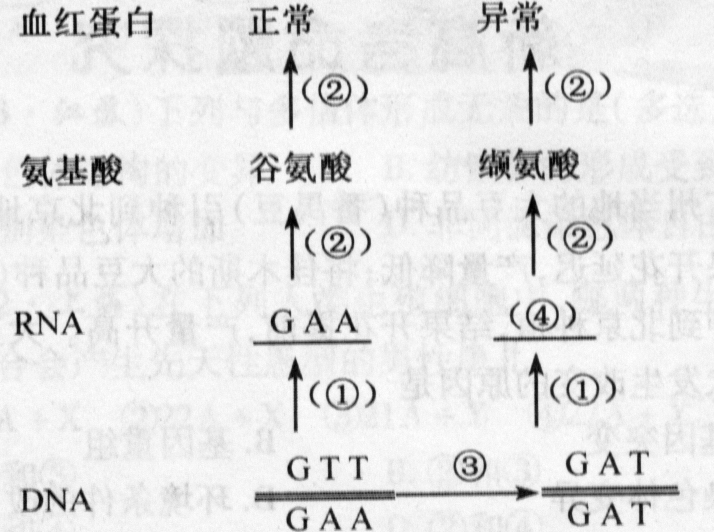 血红蛋白 正常 异常
(②) (②)
氨基酸 谷氨酸 缬氨酸
(②) (②)
RNA GAA (④)
(①) (①)
GTT ③ GAT
DNA
GAA GAT